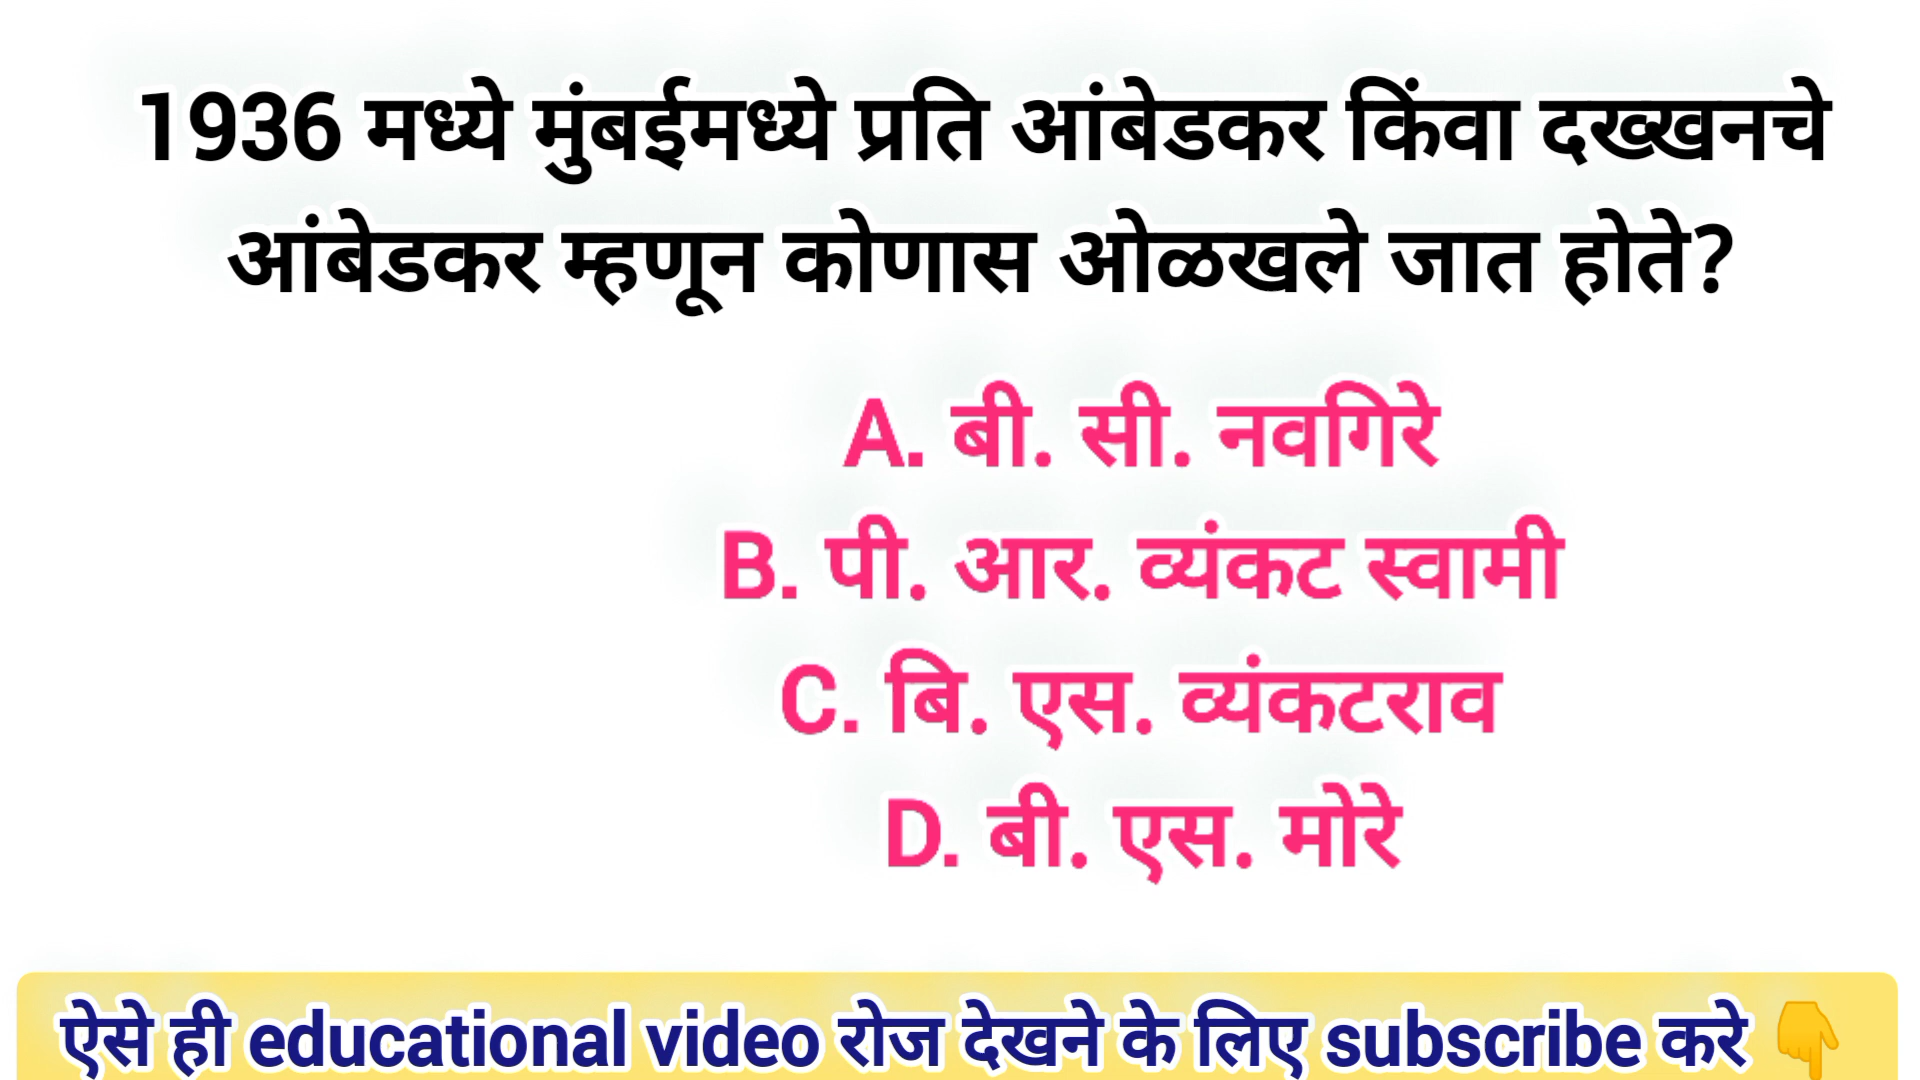 1936 मध्ये मुंबईमध्ये प्रति आंबेडकर किंवा दख्खनचे
आंबेडकर म्हणून कोणास ओळखले जात होते?
A. बी. सी. नवगिरे
B. पी. आर. व्यंकट स्वामी
C. बि. एस. व्यंकटराव
D. बी. एस. मोरे
ऐसे ही educational video रोज देखने के लिए subscribe करे 👇